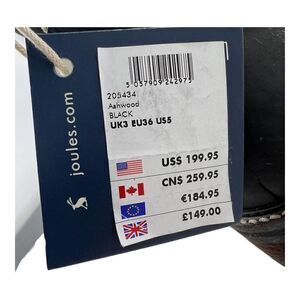 joules.com
5 057909 242975
205434
Ashwood
BLACK
UK3 EU36 US5
US$ 199.95
CN$ 259.95
€184.95
£149.00